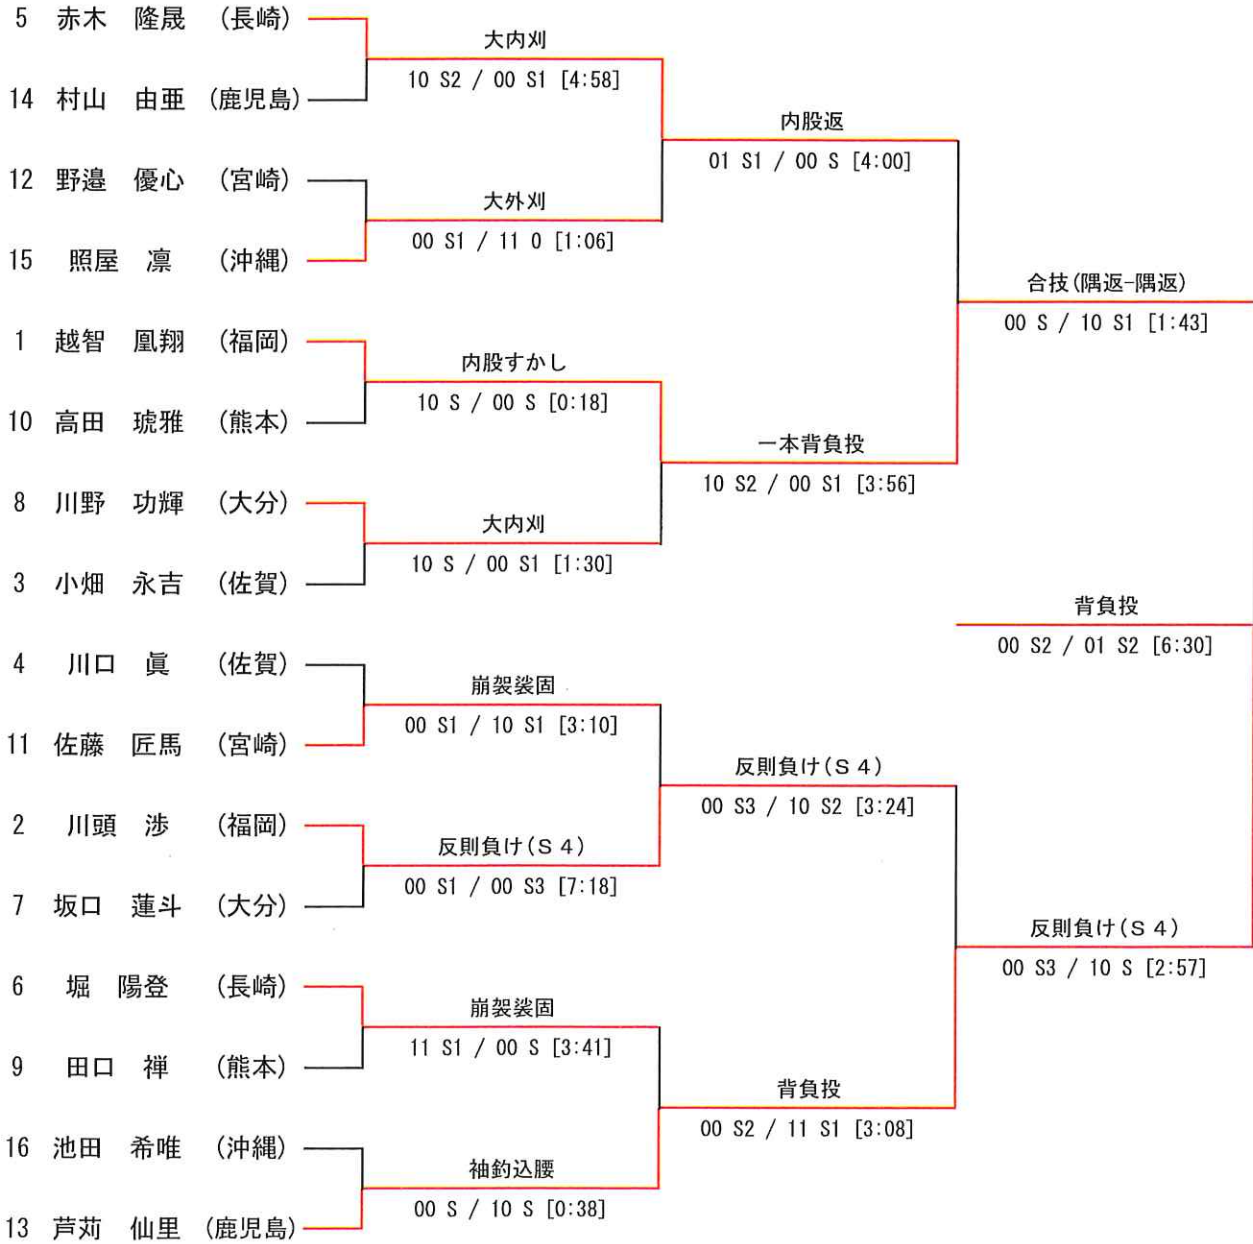 5 赤木 隆晟 (長崎)
大内刈
10 S2 / 00 S1 [4:58]
14 村山 由亜 (鹿児島)
内股返
01 S1 / 00 S [4:00]
12 野邉 優心 (宮崎)
大外刈
00 S1 / 11 0 [1:06]
15 照屋 凛 (沖縄)
合技(隅返-隅返)
00 S / 10 S1 [1:43]
1 越智 凰翔 (福岡)
内股すかし
10 S / 00 S [0:18]
10 高田 琥雅 (熊本)
一本背負投
10 S2 / 00 S1 [3:56]
8 川野 功輝 (大分)
大内刈
10 S / 00 S1 [1:30]
3 小畑 永吉 (佐賀)
背負投
00 S2 / 01 S2 [6:30]
4 川口 眞 (佐賀)
崩袈裟固
00 S1 / 10 S1 [3:10]
11 佐藤 匠馬 (宮崎)
反則負け(S4)
00 S3 / 10 S2 [3:24]
2 川頭 渉 (福岡)
反則負け(S4)
00 S1 / 00 S3 [7:18]
7 坂口 蓮斗 (大分)
反則負け(S4)
00 S3 / 10 S [2:57]
6 堀 陽登 (長崎)
崩袈裟固
11 S1 / 00 S [3:41]
9 田口 禅 (熊本)
背負投
00 S2 / 11 S1 [3:08]
16 池田 希唯 (沖縄)
袖釣込腰
00 S / 10 S [0:38]
13 芦苅 仙里 (鹿児島)